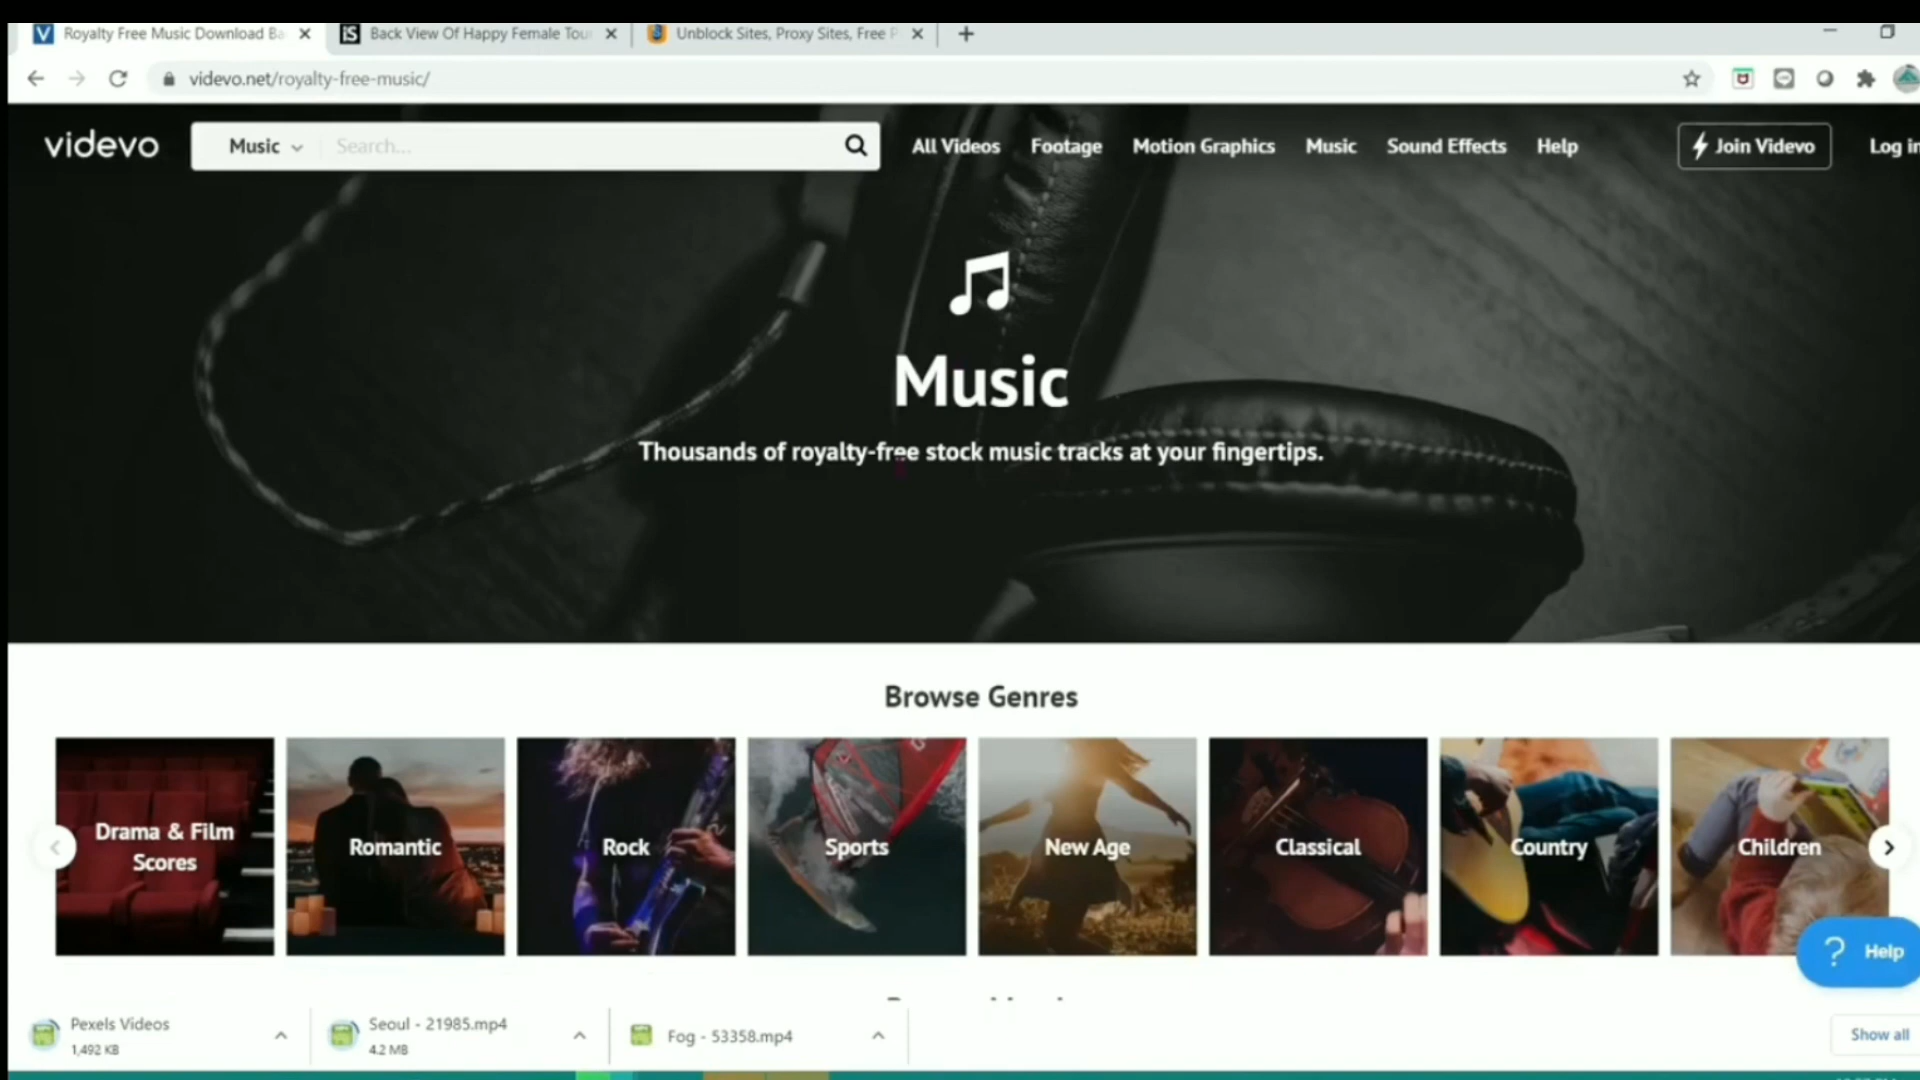 Royalty Free Music Download Ba
Back View Of Happy Female Tour
Unblock Sites, Proxy Sites, Free P
videvo.net/royalty-free-music/
videvo
Music
Search...
All Videos
Footage
Motion Graphics
Music
Sound Effects
Help
Join Videvo
Log in
Music
Thousands of royalty-free stock music tracks at your fingertips.
Browse Genres
Drama & Film
Scores
Romantic
Rock
Sports
New Age
Classical
Country
Children
Help
Pexels Videos
1,492 KB
Seoul - 21985.mp4
4.2 MB
Fog - 53358.mp4
Show all